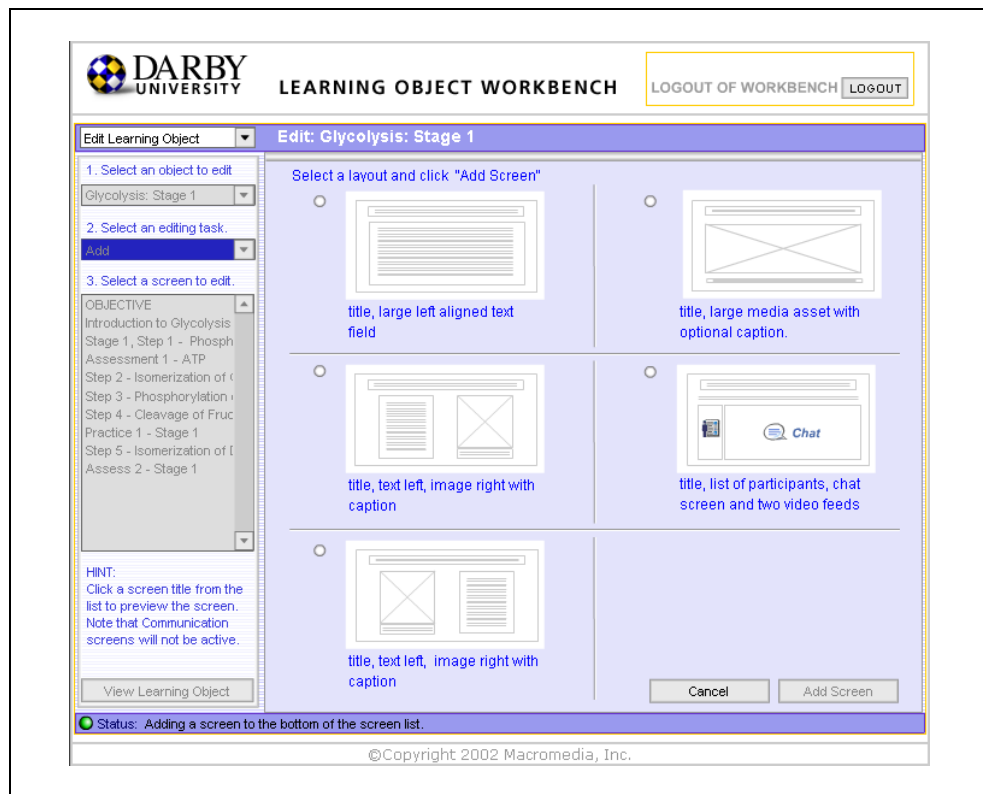 DARBY
UNIVERSITY
LEARNING OBJECT WORKBENCH
LOGOUT OF WORKBENCH LOGOUT
Edit Learning Object
Edit: Glycolysis: Stage 1
1. Select an object to edit
Glycolysis: Stage 1
2. Select an editing task.
Add
3. Select a screen to edit.
OBJECTIVE
Introduction to Glycolysis
Stage 1, Step 1 - Phosph
Assessment 1 - ATP
Step 2 - Isomerization of
Step 3 - Phosphorylation
Step 4 - Cleavage of Fruc
Practice 1 - Stage 1
Step 5 - Isomerization of
Assess 2 - Stage 1
HINT:
Click a screen title from the
list to preview the screen.
Note that Communication
screens will not be active.
View Learning Object
Select a layout and click "Add Screen"
title, large left aligned text
field
title, large media asset with
optional caption.
title, text left, image right with
caption
Chat
title, list of participants, chat
screen and two video feeds
title, text left, image right with
caption
Cancel
Add Screen
Status: Adding a screen to the bottom of the screen list.
©Copyright 2002 Macromedia, Inc.